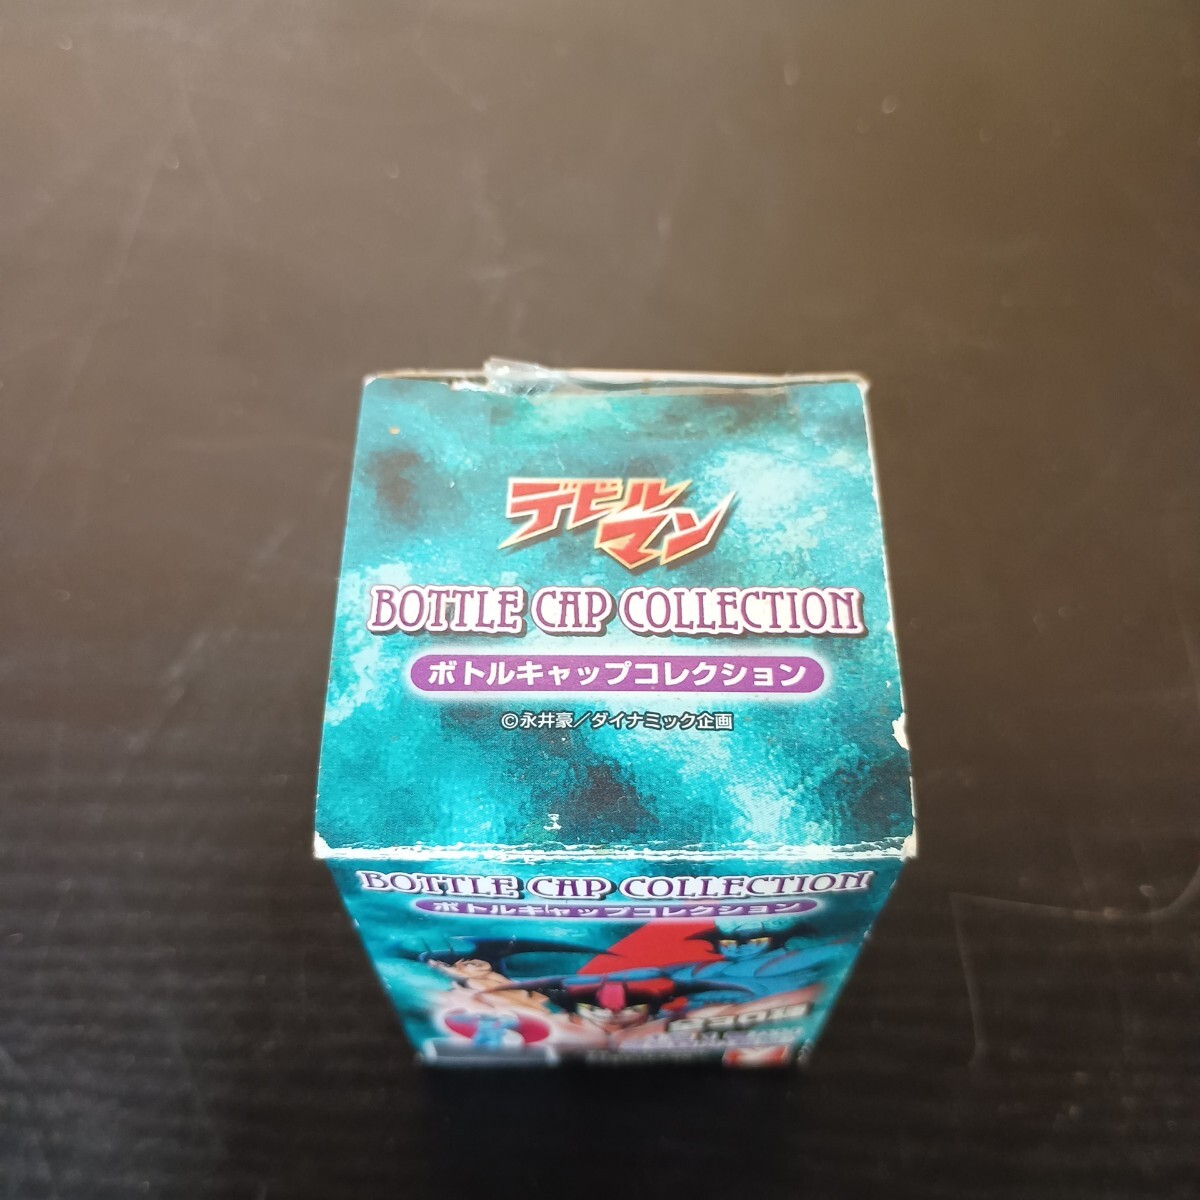 デビル
マン
BOTTLE CAP COLLECTION
ボトルキャップコレクション
©永井豪/ダイナミック企画
BOTTLE CAP COLLECTION
ボトルキャップコレクション